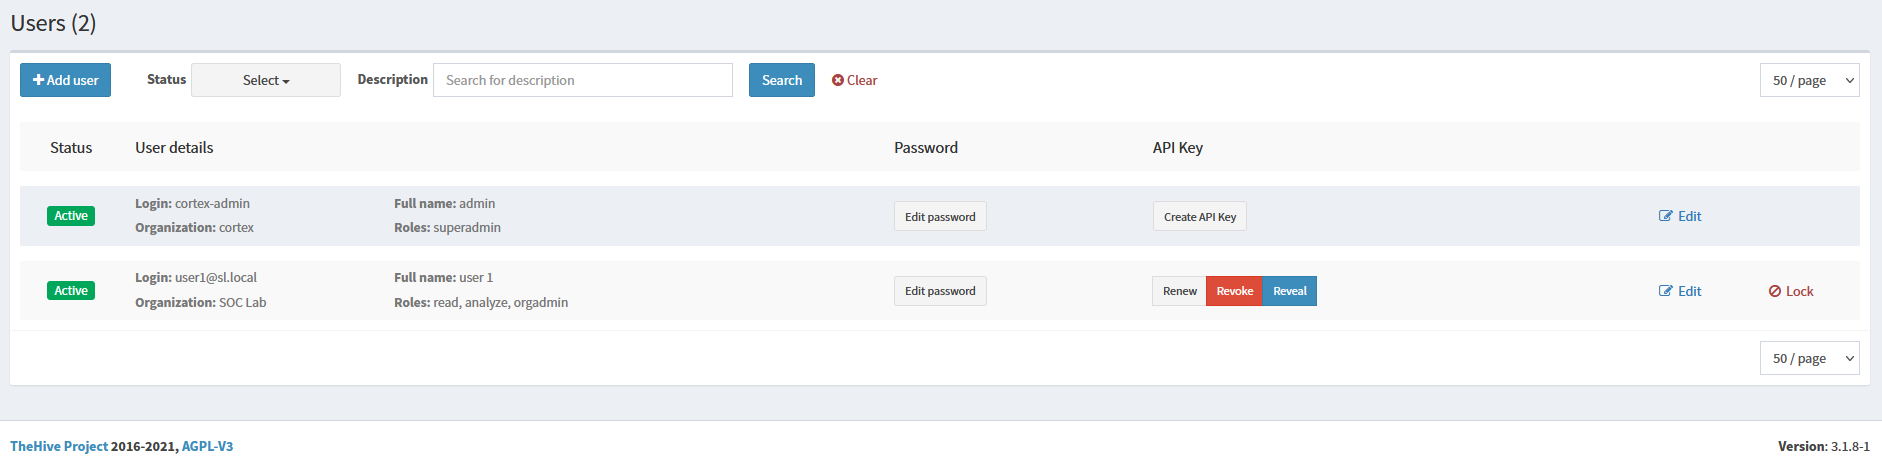 Users (2)
Add user Status Select Description Search for description Search Clear 50 / page
Status User details Password API Key
Active Login: cortex-admin Full name: admin Edit password Create API Key Edit
Organization: cortex Roles: superadmin
Active Login: user1@sl.local Full name: user 1 Edit password Renew Revoke Reveal Edit Lock
Organization: SOC Lab Roles: read, analyze, orgadmin
50 / page
TheHive Project 2016-2021, AGPL-V3 Version: 3.1.8-1